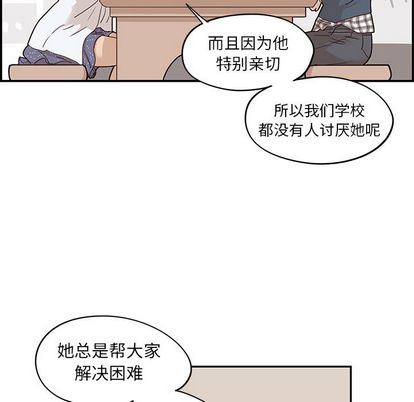 而且因为他
特别亲切
所以我们学校
都没有人讨厌她呢
她总是帮大家
解决困难